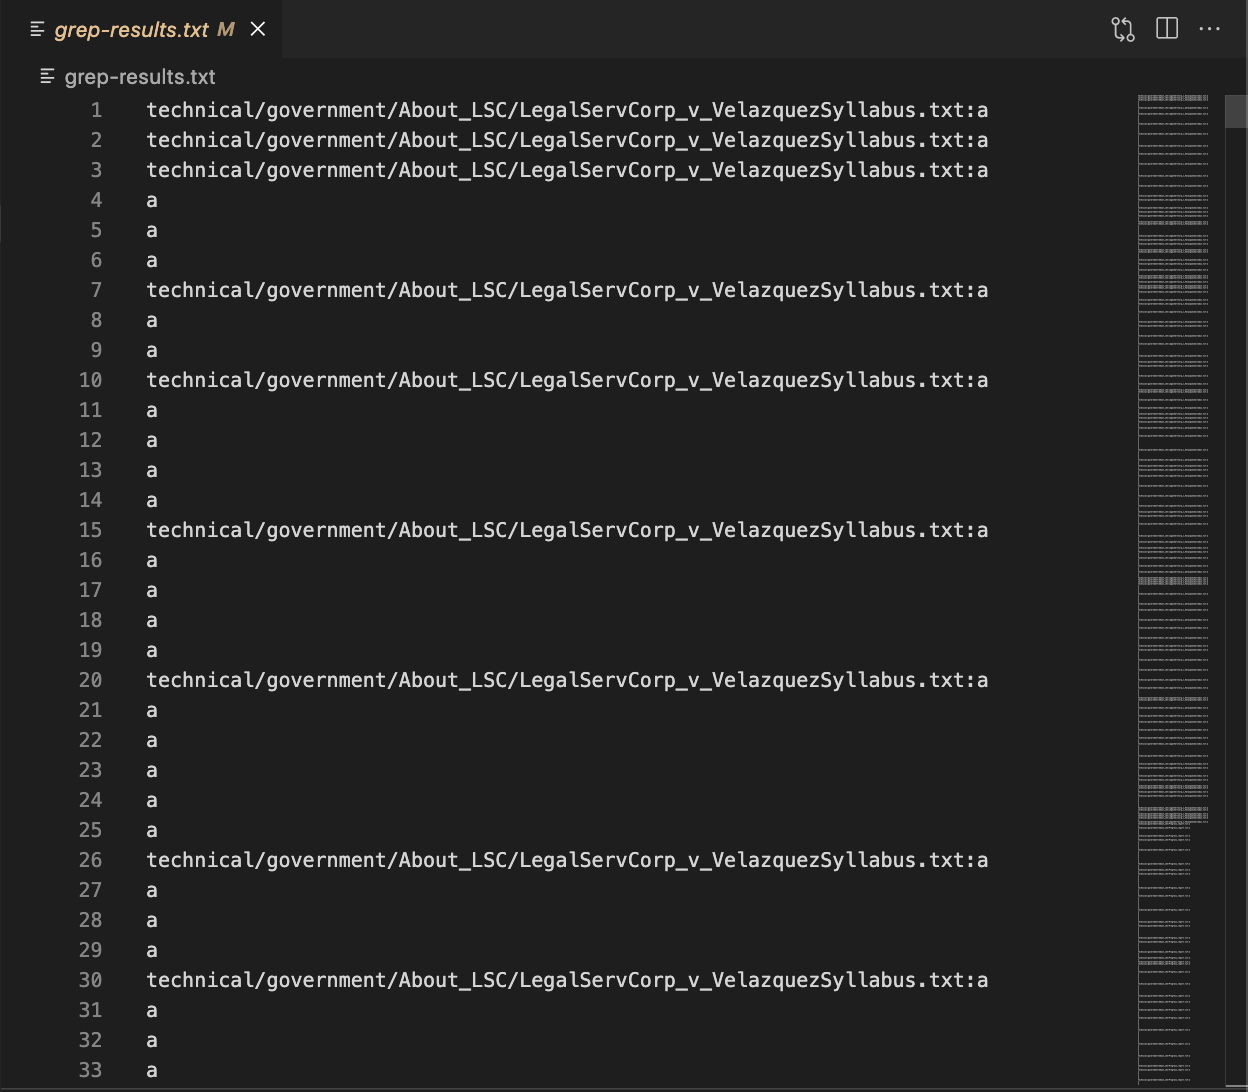 grep-results.txt M
grep-results.txt
1 technical/government/About_LSC/LegalServCorp_v_VelazquezSyllabus.txt:a
2 technical/government/About_LSC/LegalServCorp_v_VelazquezSyllabus.txt:a
3 technical/government/About_LSC/LegalServCorp_v_VelazquezSyllabus.txt:a
4 a
5 a
6 a
7 technical/government/About_LSC/LegalServCorp_v_VelazquezSyllabus.txt:a
8 a
9 a
10 technical/government/About_LSC/LegalServCorp_v_VelazquezSyllabus.txt:a
11 a
12 a
13 a
14 a
15 technical/government/About_LSC/LegalServCorp_v_VelazquezSyllabus.txt:a
16 a
17 a
18 a
19 a
20 technical/government/About_LSC/LegalServCorp_v_VelazquezSyllabus.txt:a
21 a
22 a
23 a
24 a
25 a
26 technical/government/About_LSC/LegalServCorp_v_VelazquezSyllabus.txt:a
27 a
28 a
29 a
30 technical/government/About_LSC/LegalServCorp_v_VelazquezSyllabus.txt:a
31 a
32 a
33 a